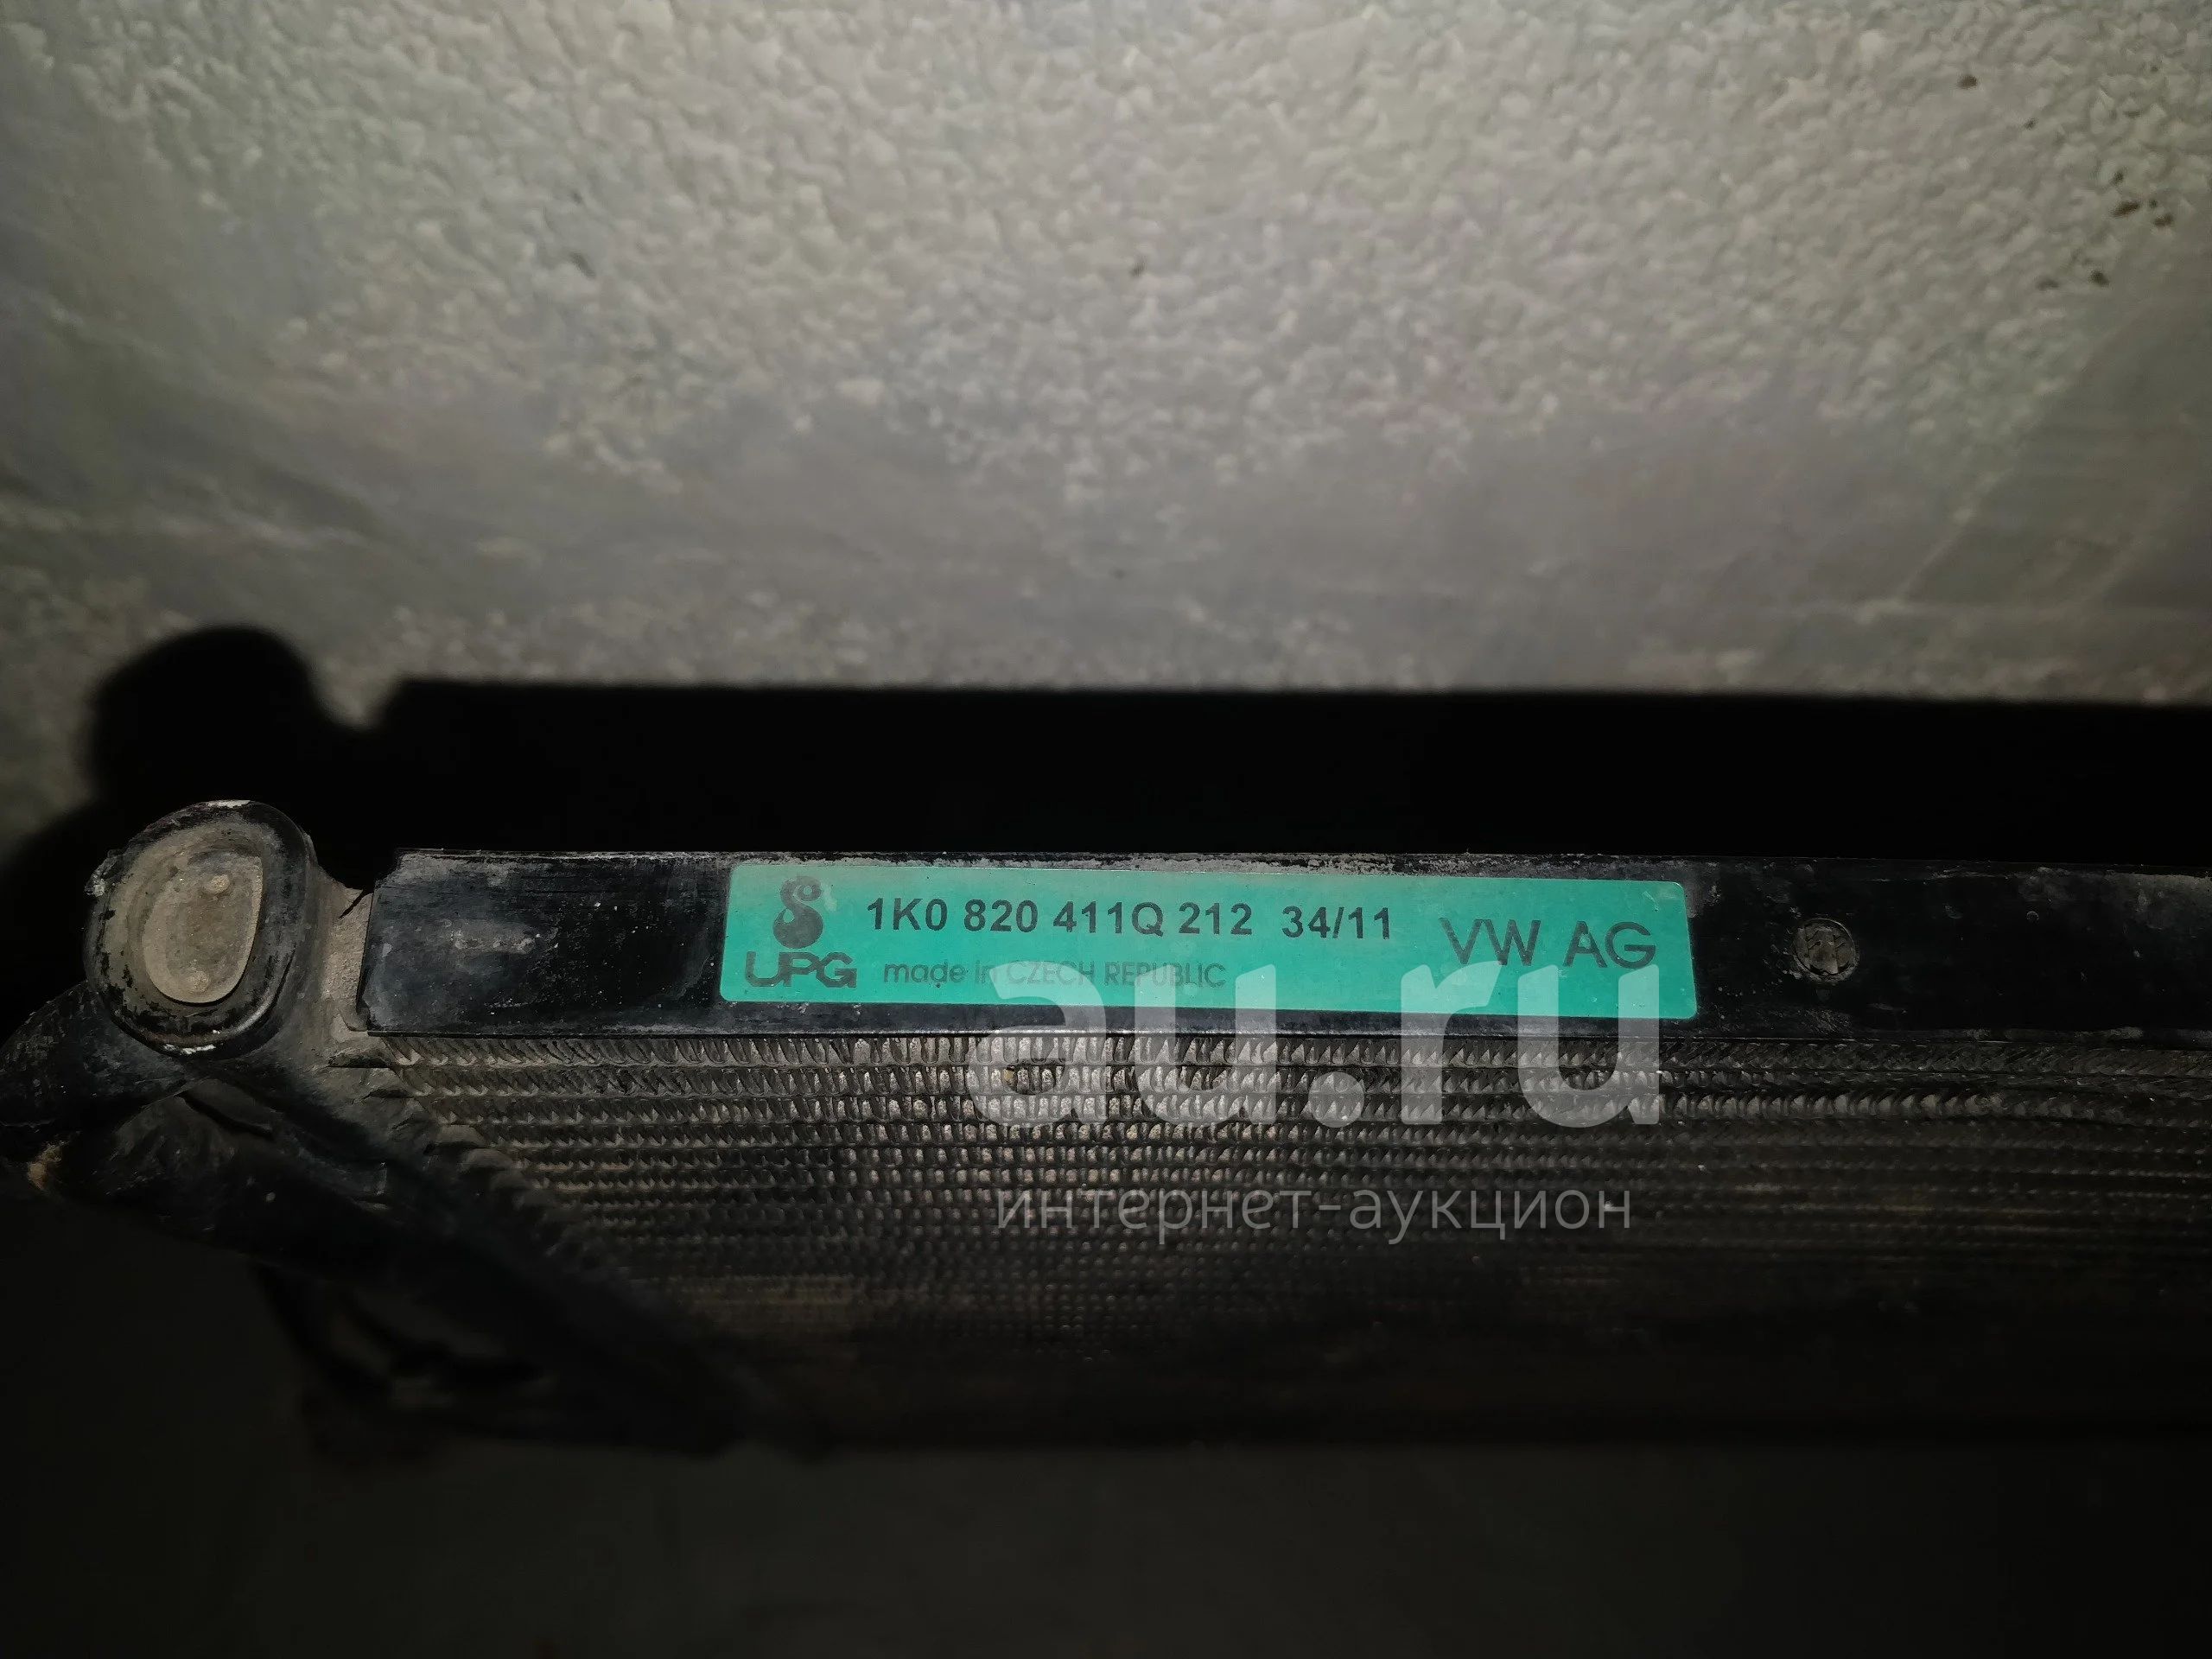 1K0 820 411Q 212 34/11
VW AG
UPG made in CZECH REPUBLIC
au.ru
интернет-аукцион